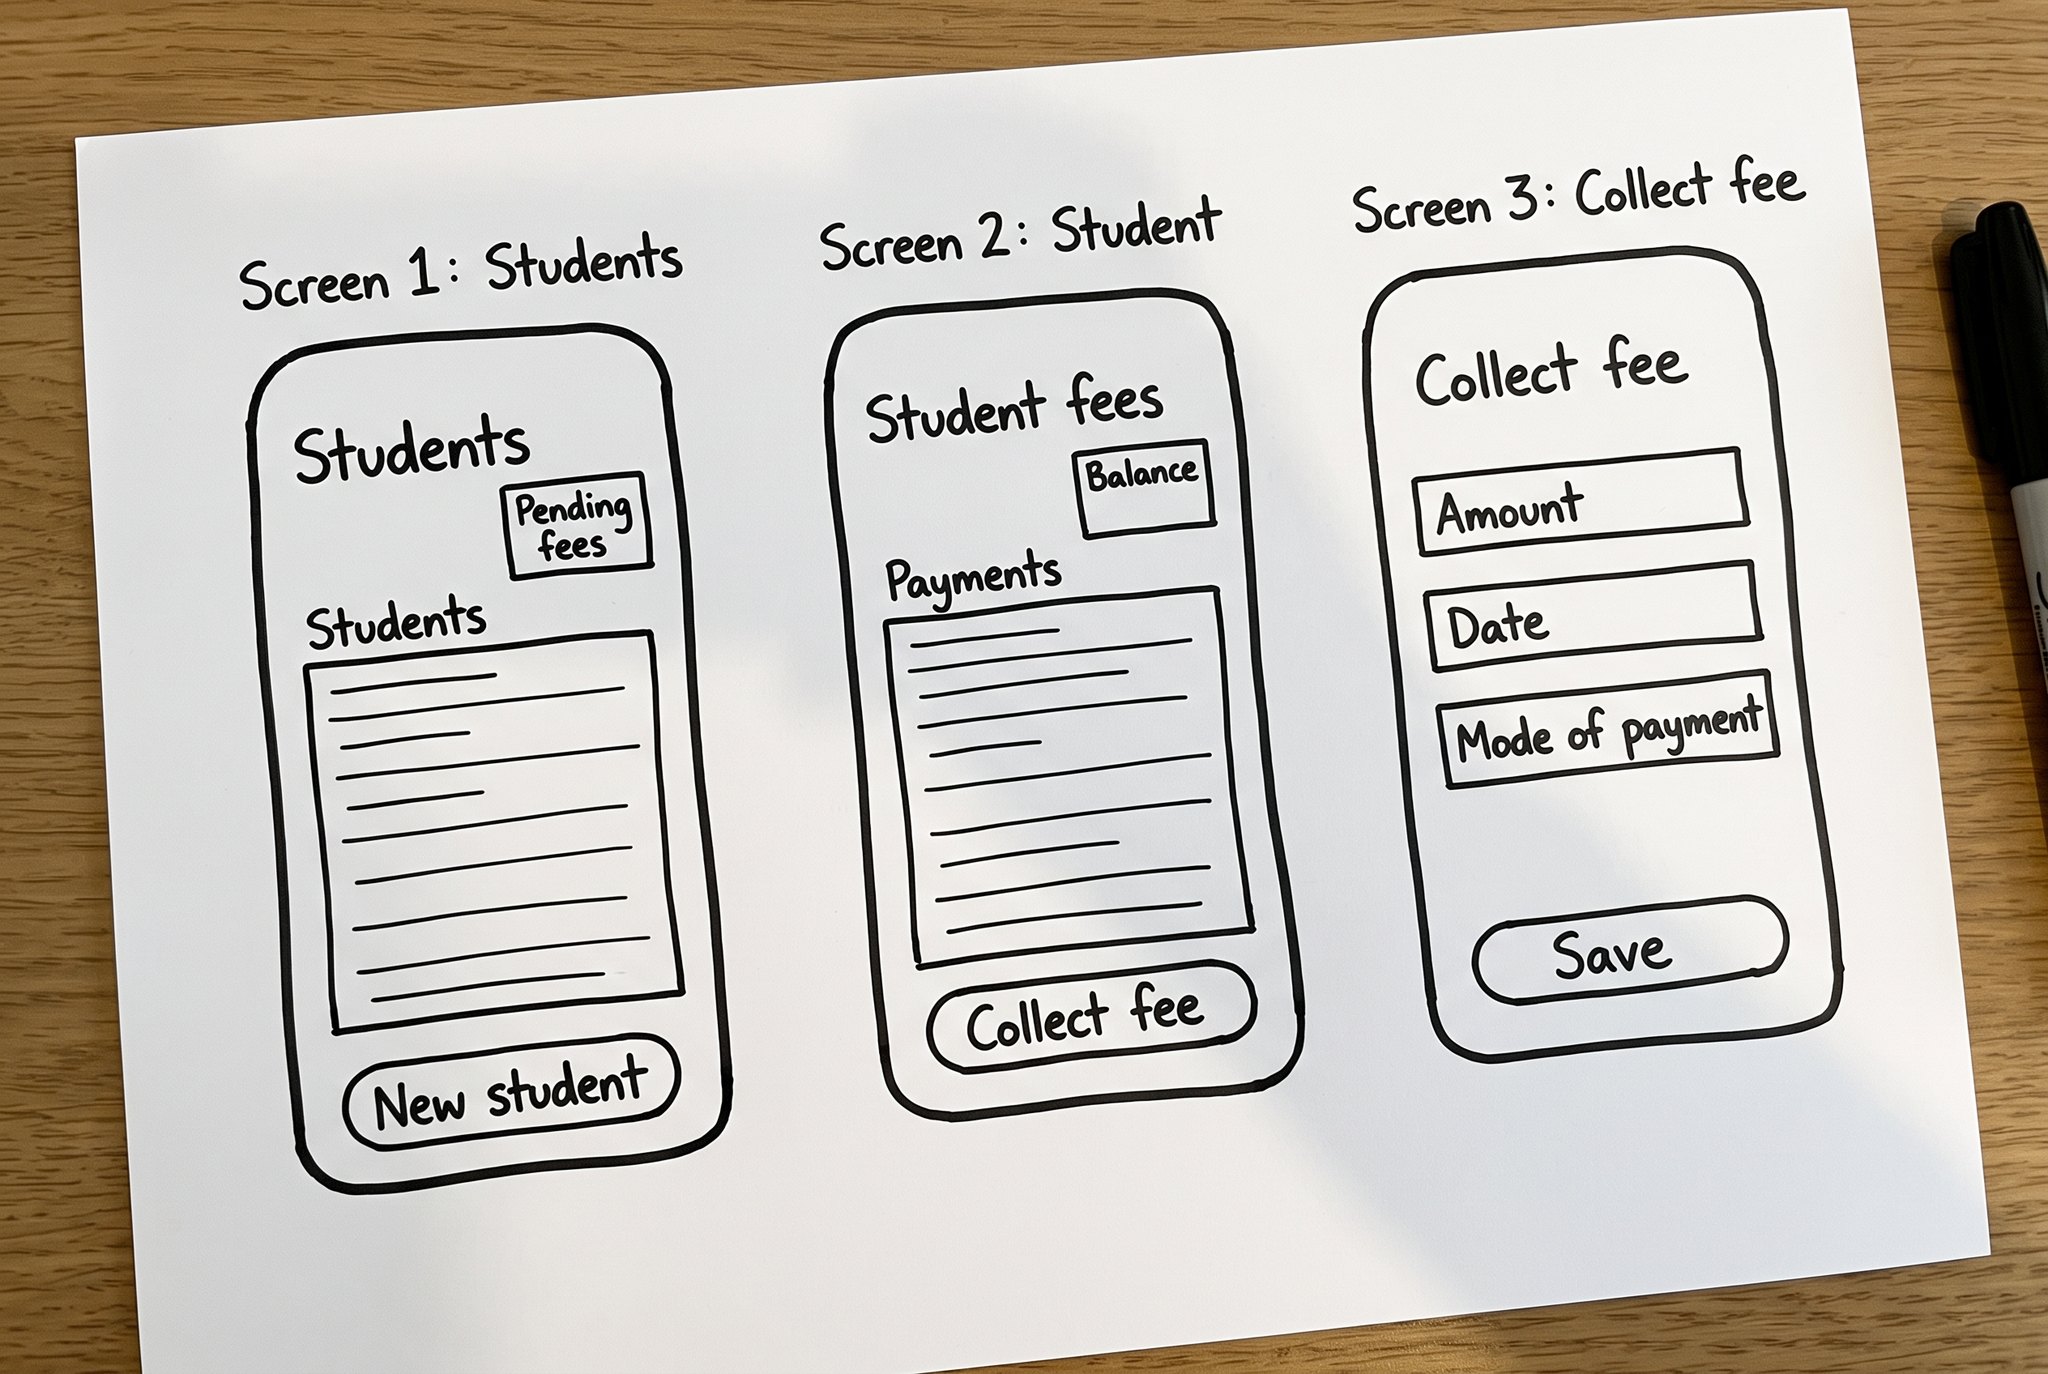 Screen 1: Students
Students
Pending
fees
Students
New student
Screen 2: Student
Student fees
Balance
Payments
Collect fee
Screen 3: Collect fee
Collect fee
Amount
Date
Mode of payment
Save